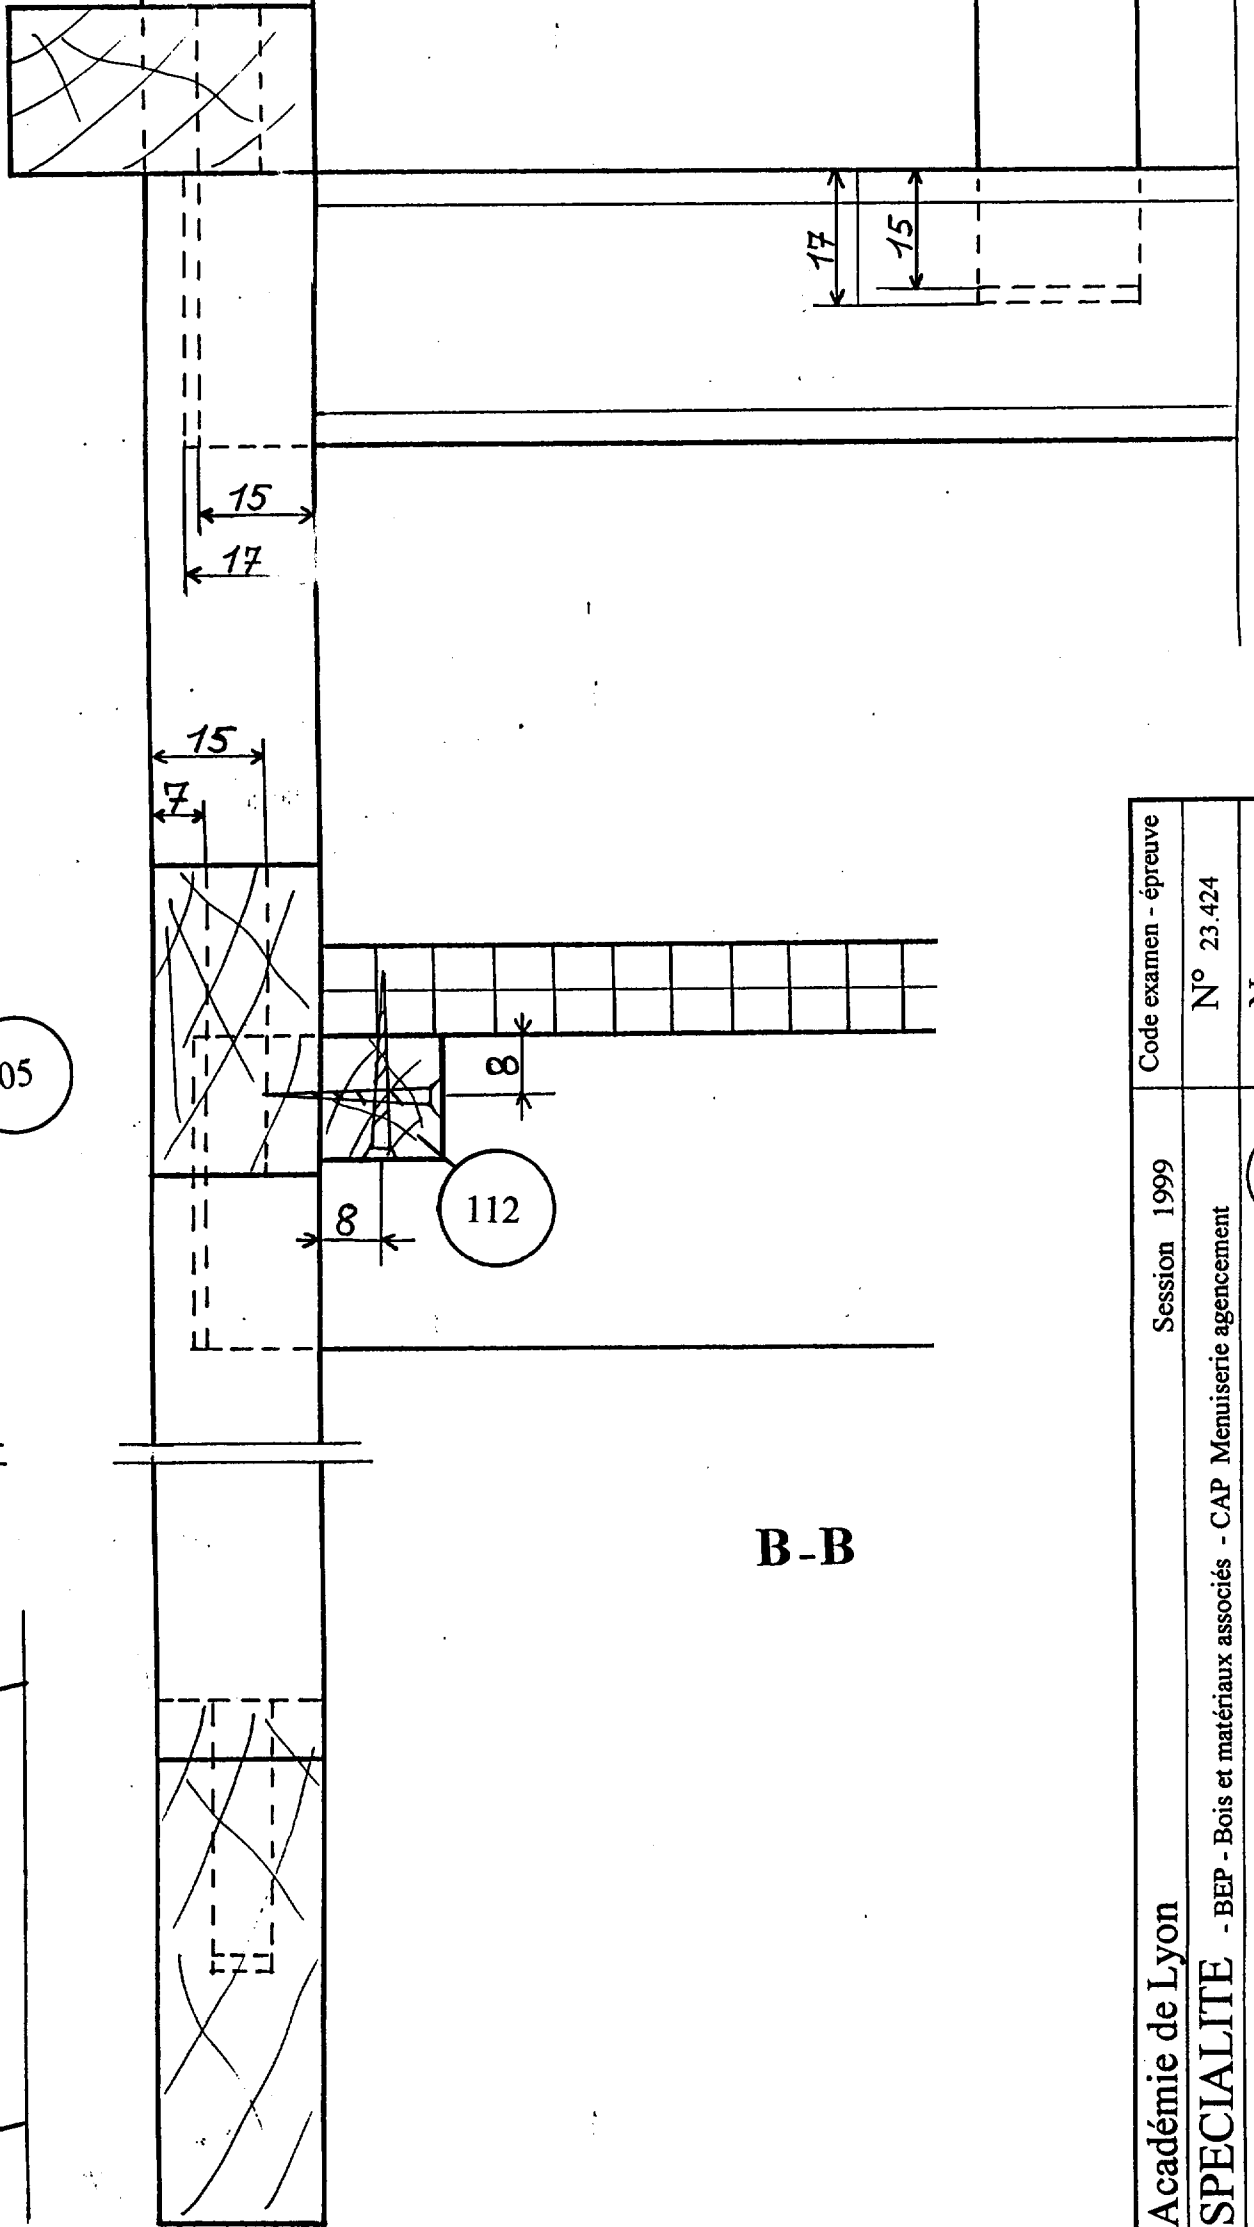 17
15
15
17
15
7
05
8
8
112
B-B
Académie de Lyon
Session 1999
Code examen - épreuve
SPECIALITE - BEP - Bois et matériaux associés - CAP Menuiserie agencement
N° 23.424